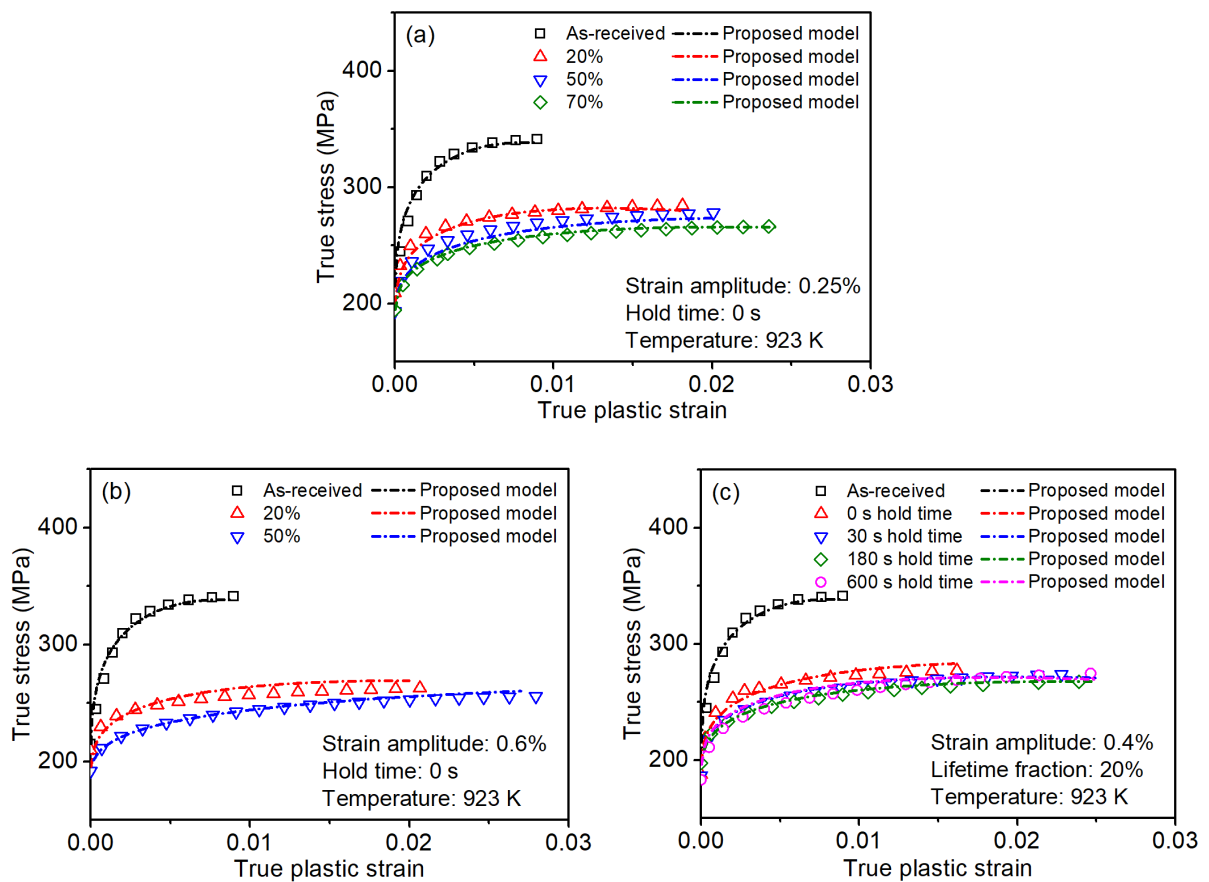 (a)
As-received Proposed model
20% Proposed model
50% Proposed model
70% Proposed model
400
300
200
True stress (MPa)
Strain amplitude: 0.25%
Hold time: 0 s
Temperature: 923 K
0.00 0.01 0.02 0.03
True plastic strain
(b)
As-received Proposed model
20% Proposed model
50% Proposed model
400
300
200
True stress (MPa)
Strain amplitude: 0.6%
Hold time: 0 s
Temperature: 923 K
0.00 0.01 0.02 0.03
True plastic strain
(c)
As-received Proposed model
0 s hold time Proposed model
30 s hold time Proposed model
180 s hold time Proposed model
600 s hold time Proposed model
400
300
200
True stress (MPa)
Strain amplitude: 0.4%
Lifetime fraction: 20%
Temperature: 923 K
0.00 0.01 0.02 0.03
True plastic strain